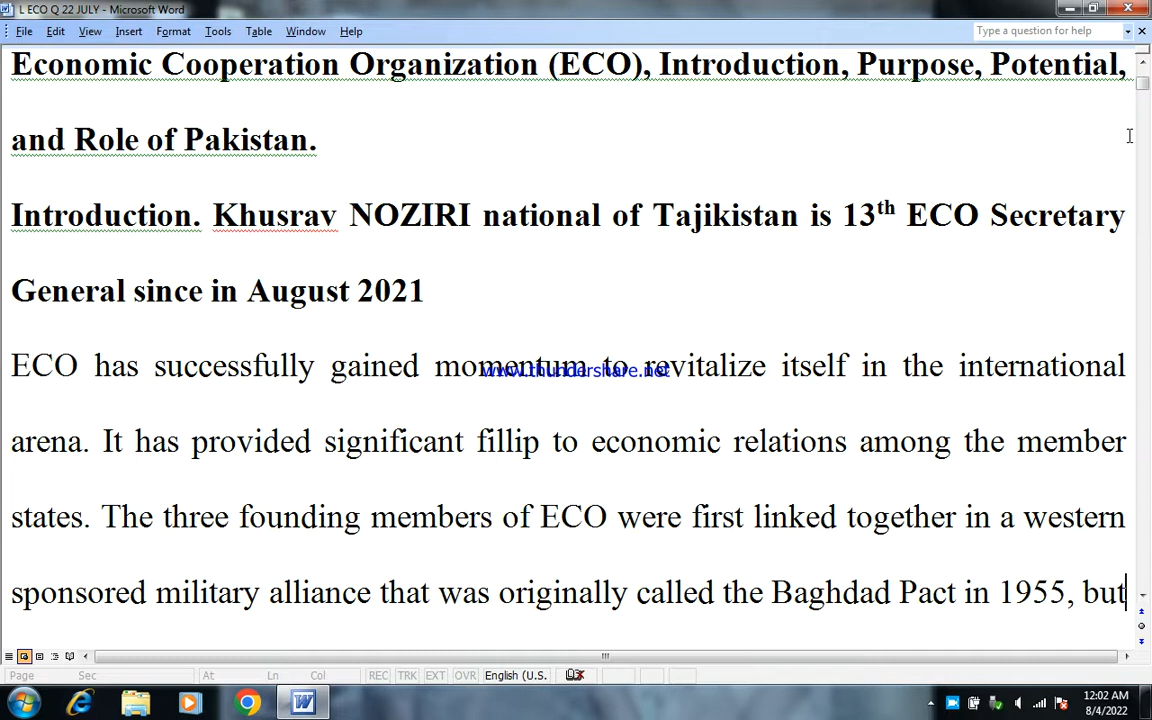 L ECO Q 22 JULY - Microsoft Word
File Edit View Insert Format Tools Table Window Help Type a question for help
Economic Cooperation Organization (ECO), Introduction, Purpose, Potential,
and Role of Pakistan.
Introduction. Khusrav NOZIRI national of Tajikistan is 13th ECO Secretary
General since in August 2021
ECO has successfully gained momentum to revitalize itself in the international
www.thundershare.net
arena. It has provided significant fillip to economic relations among the member
states. The three founding members of ECO were first linked together in a western
sponsored military alliance that was originally called the Baghdad Pact in 1955, but
Page Sec At Ln Col REC TRK EXT OVR English (U.S.
12:02 AM
8/4/2022